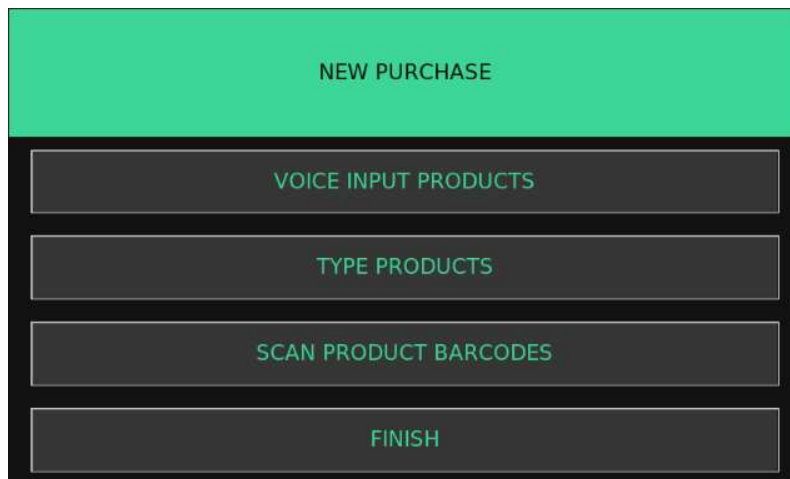 NEW PURCHASE
VOICE INPUT PRODUCTS
TYPE PRODUCTS
SCAN PRODUCT BARCODES
FINISH